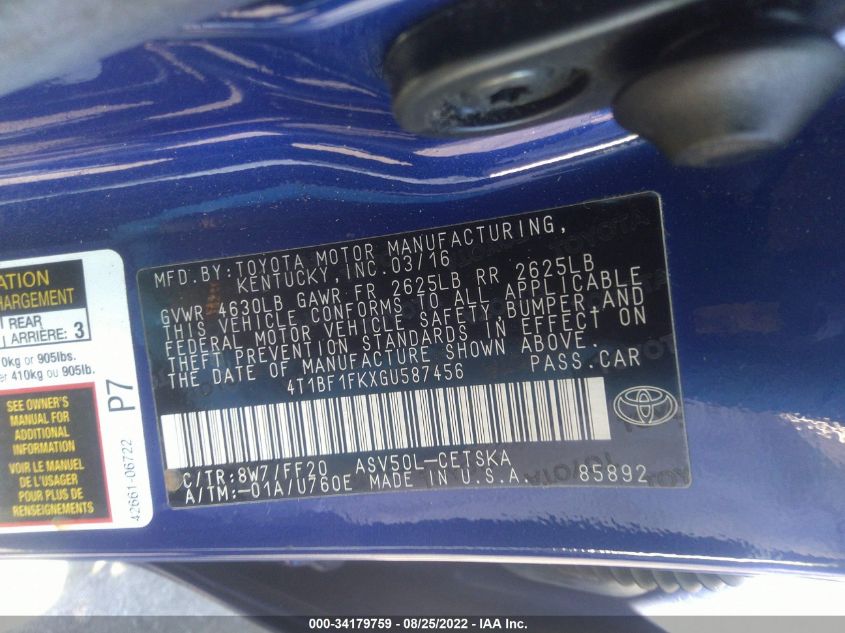 MFD.BY:TOYOTA MOTOR MANUFACTURING,
KENTUCKY, INC.03/16
GVWR 4630LB GAWR FR 2625LB RR 2625LB
THIS VEHICLE CONFORMS TO ALL APPLICABLE
FEDERAL MOTOR VEHICLE SAFETY, BUMPER, AND
THEFT PREVENTION STANDARDS IN EFFECT ON
THE DATE OF MANUFACTURE SHOWN ABOVE.
4T1BF1FKXGU587456 PASS.CAR
C/TR:8W7/FF20 ASV50L-CETSKA
A/TM:-01A/U760E MADE IN U.S.A. 85892
ATION
HARGEMENT
REAR
ARRIÈRE: 3
0kg or 905lbs.
er 410kg ou 905lb.
SEE OWNER'S
MANUAL FOR
ADDITIONAL
INFORMATION
VOIR LE MANUEL
DE L'USAGER
POUR PLUS DE
RENSEIGNEMENTS
P7
42661-06722
000-34179759 - 08/25/2022 - IAA Inc.